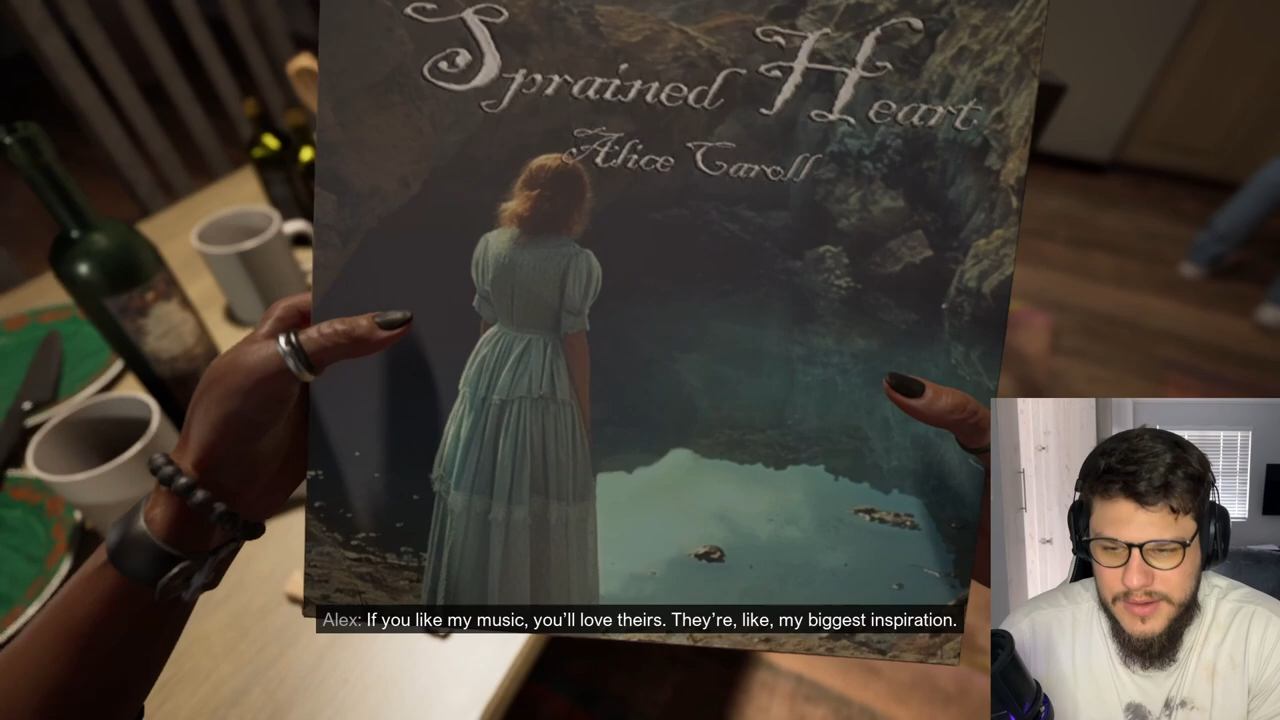 Sprained Heart
Alice Caroll
Alex: If you like my music, you'll love theirs. They're, like, my biggest inspiration.